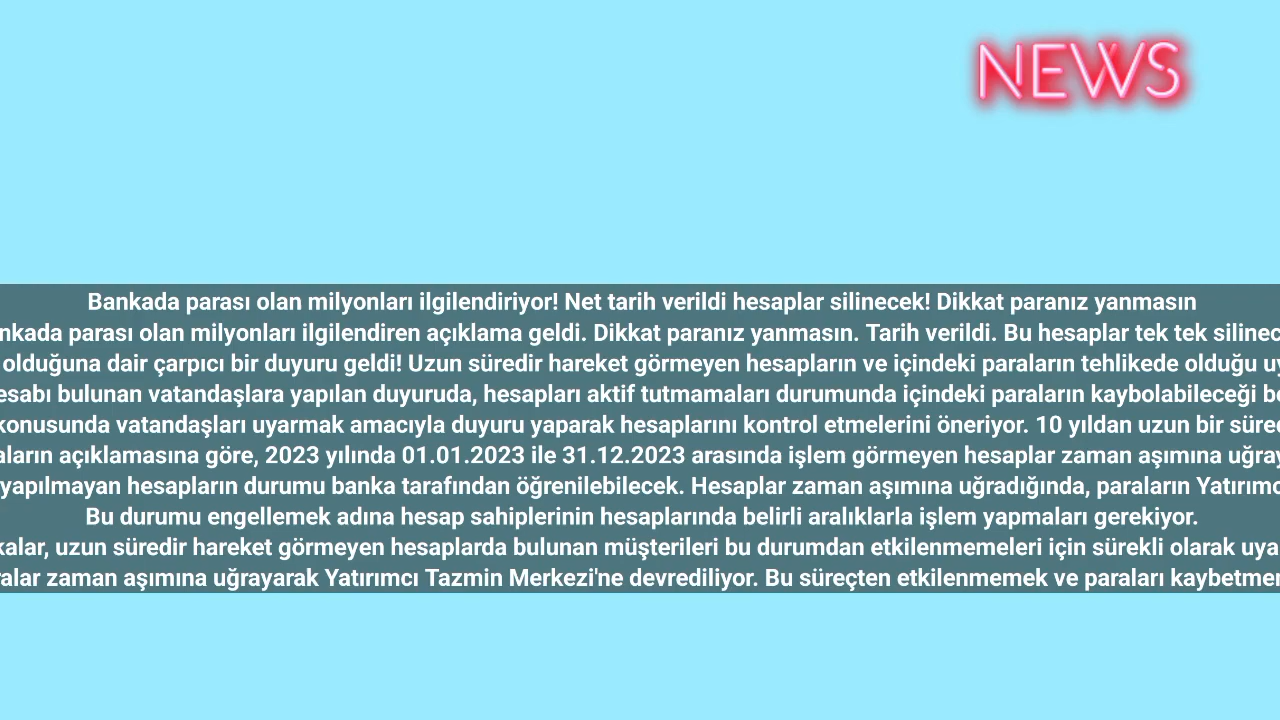 NEWS
Bankada parası olan milyonları ilgilendiriyor! Net tarih verildi hesaplar silinecek! Dikkat paranız yanmasın
nkada parası olan milyonları ilgilendiren açıklama geldi. Dikkat paranız yanmasın. Tarih verildi. Bu hesaplar tek tek silinec
olduğuna dair çarpıcı bir duyuru geldi! Uzun süredir hareket görmeyen hesapların ve içindeki paraların tehlikede olduğu uy
esabı bulunan vatandaşlara yapılan duyuruda, hesapları aktif tutmamaları durumunda içindeki paraların kaybolabileceği be
konusunda vatandaşları uyarmak amacıyla duyuru yaparak hesaplarını kontrol etmelerini öneriyor. 10 yıldan uzun bir süred
aların açıklamasına göre, 2023 yılında 01.01.2023 ile 31.12.2023 arasında işlem görmeyen hesaplar zaman aşımına uğray
yapılmayan hesapların durumu banka tarafından öğrenilebilecek. Hesaplar zaman aşımına uğradığında, paraların Yatırımc
Bu durumu engellemek adına hesap sahiplerinin hesaplarında belirli aralıklarla işlem yapmaları gerekiyor.
kalar, uzun süredir hareket görmeyen hesaplarda bulunan müşterileri bu durumdan etkilenmemeleri için sürekli olarak uya
ralar zaman aşımına uğrayarak Yatırımcı Tazmin Merkezi'ne devrediliyor. Bu süreçten etkilenmemek ve paraları kaybetmem